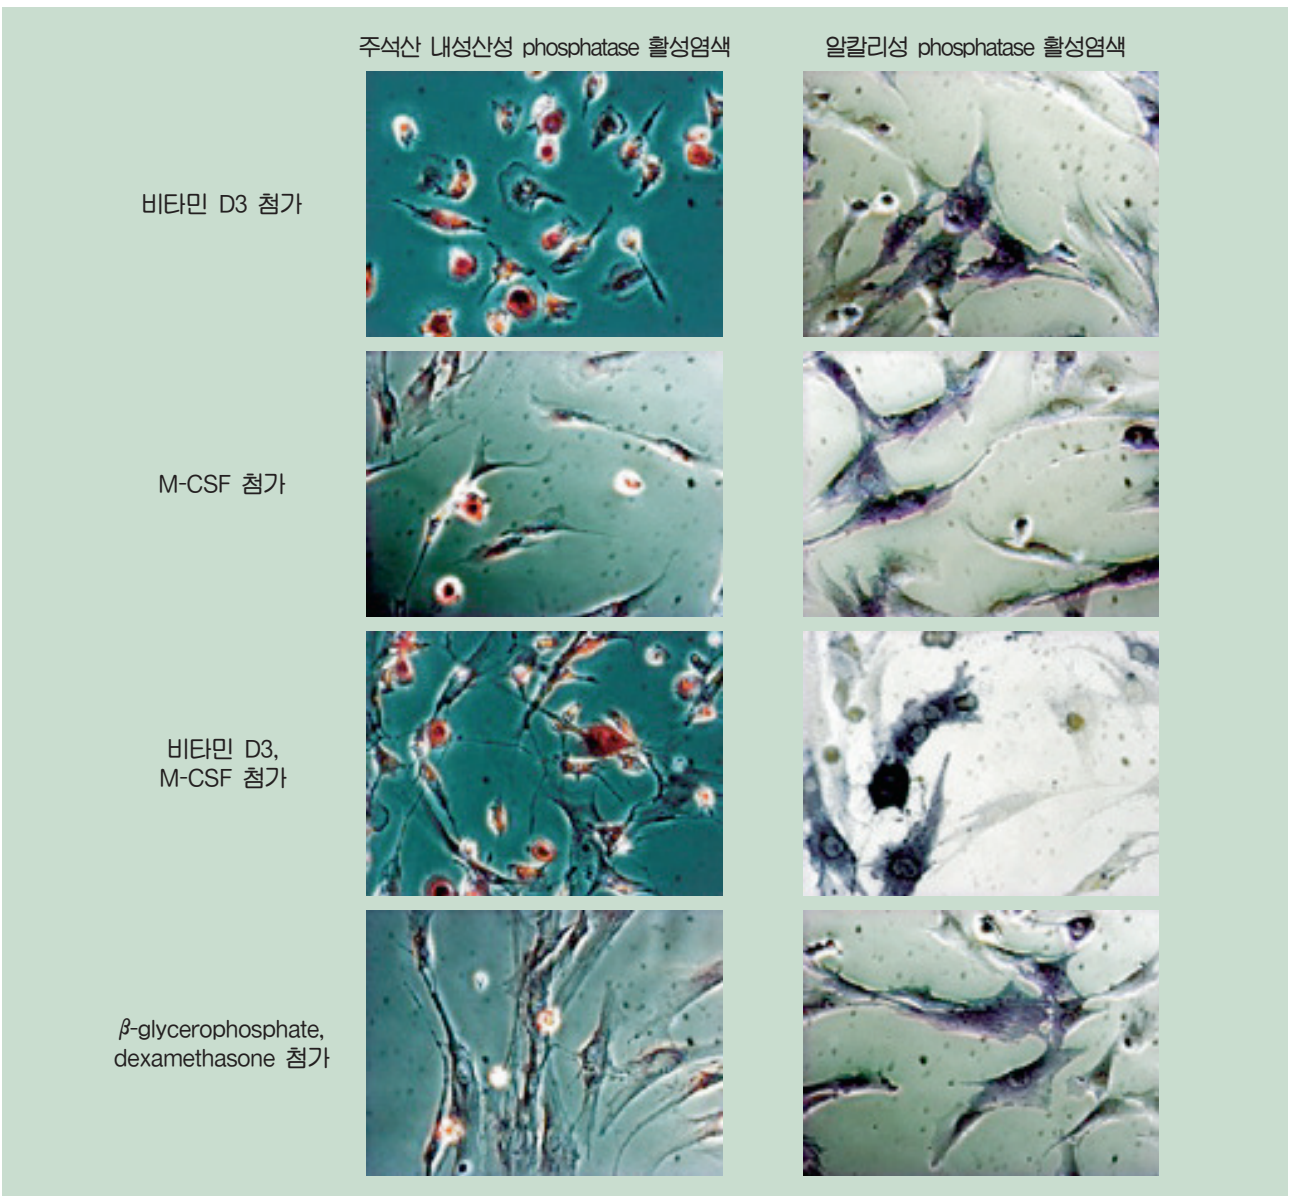 주석산 내성산성 phosphatase 활성염색
알칼리성 phosphatase 활성염색
비타민 D3 첨가
M-CSF 첨가
비타민 D3,
M-CSF 첨가
β-glycerophosphate,
dexamethasone 첨가